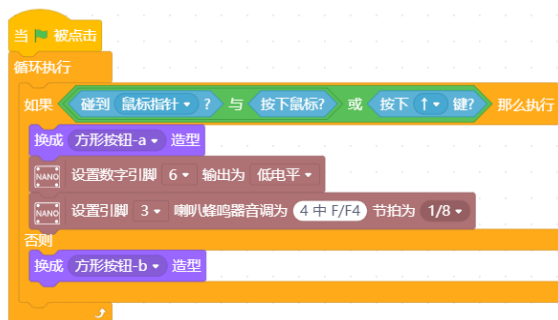 当 被点击
循环执行
如果 碰到 鼠标指针 ? 与 按下鼠标? 或 按下 ↑ 键? 那么执行
换成 方形按钮-a 造型
NANO 设置数字引脚 6 输出为 低电平
NANO 设置引脚 3 喇叭蜂鸣器音调为 4 中 F/F4 节拍为 1/8
否则
换成 方形按钮-b 造型